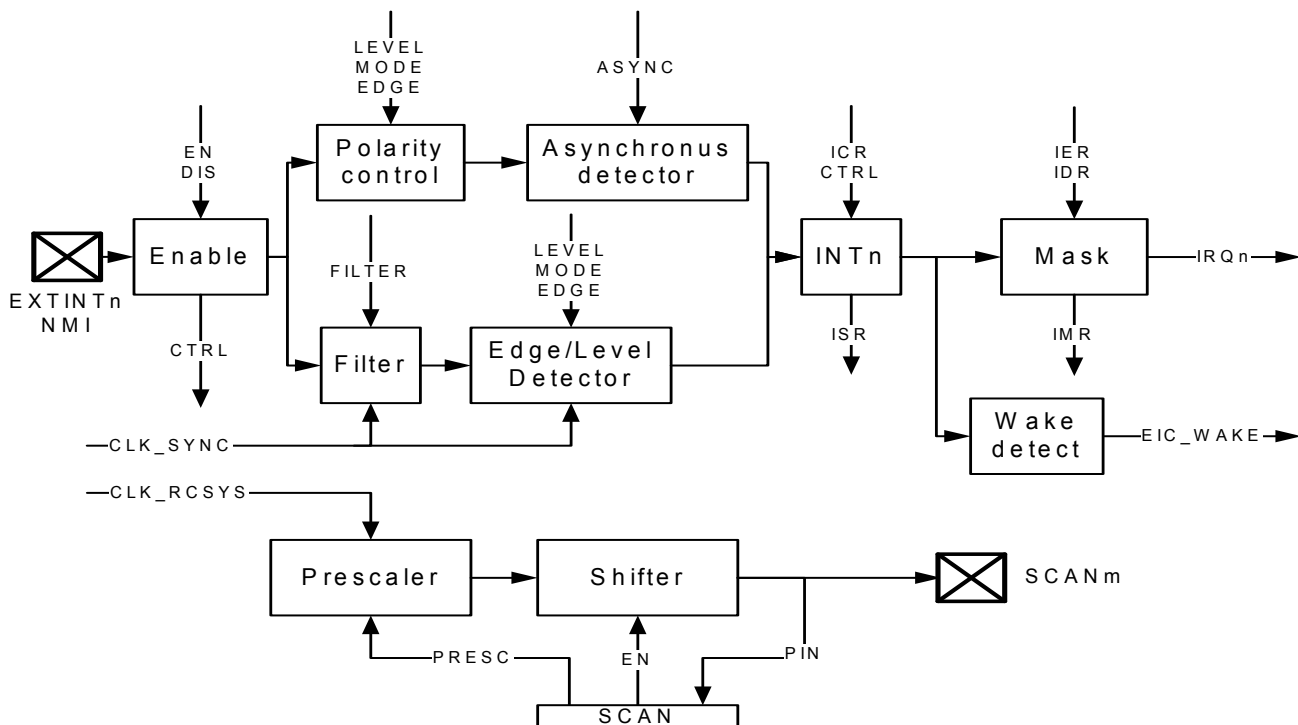 LEVEL
MODE
EDGE
ASYNC
EN
DIS
Polarity
control
Asynchronus
detector
ICR
CTRL
IER
IDR
Enable
FILTER
LEVEL
MODE
EDGE
INTn
Mask
IRQn
EXTINTn
NMI
CTRL
Filter
Edge/Level
Detector
ISR
IMR
CLK_SYNC
Wake
detect
EIC_WAKE
CLK_RCSYS
Prescaler
Shifter
SCANm
PRESC
EN
PIN
SCAN